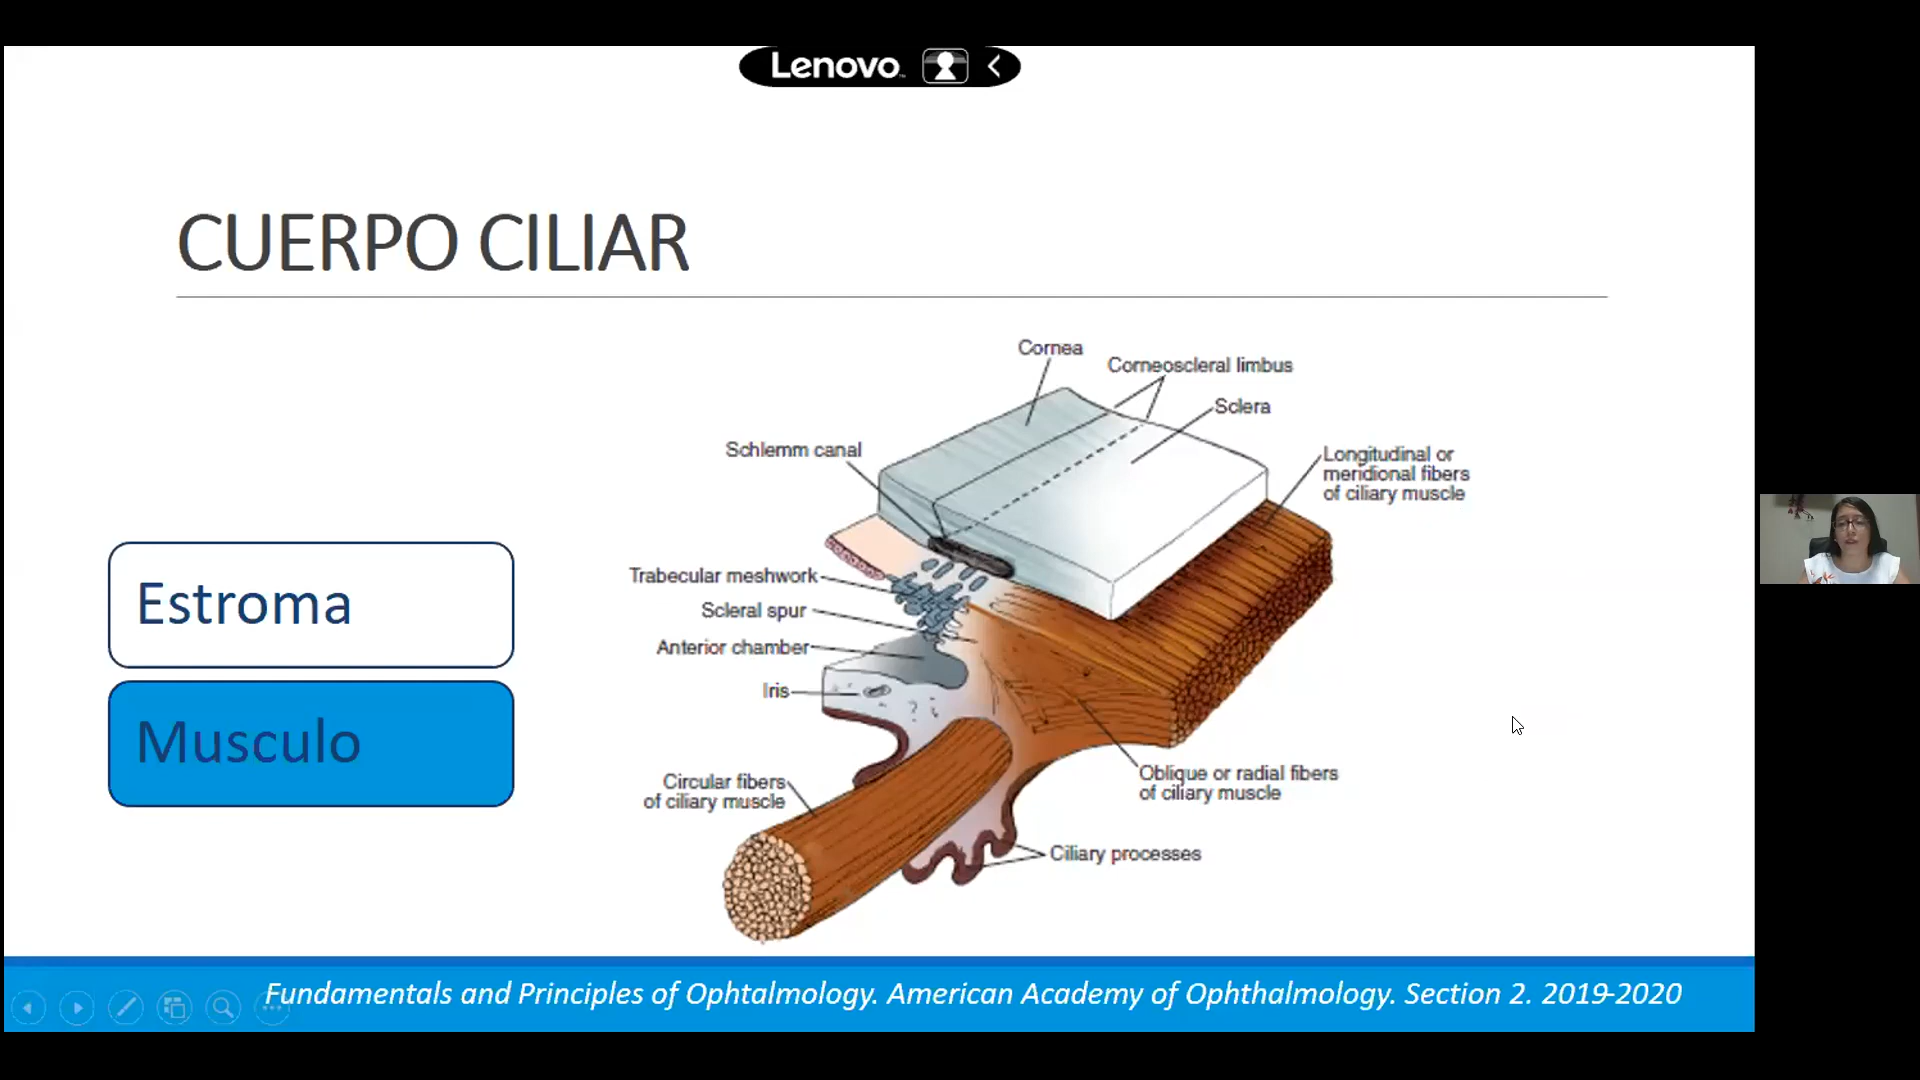 Lenovo
CUERPO CILIAR
Cornea
Corneoscleral limbus
Sclera
Schlemm canal
Longitudinal or
meridional fibers
of ciliary muscle
Trabecular meshwork
Scleral spur
Anterior chamber
Iris
Circular fibers
of ciliary muscle
Oblique or radial fibers
of ciliary muscle
Ciliary processes
Estroma
Musculo
Fundamentals and Principles of Ophtalmology. American Academy of Ophthalmology. Section 2. 2019-2020